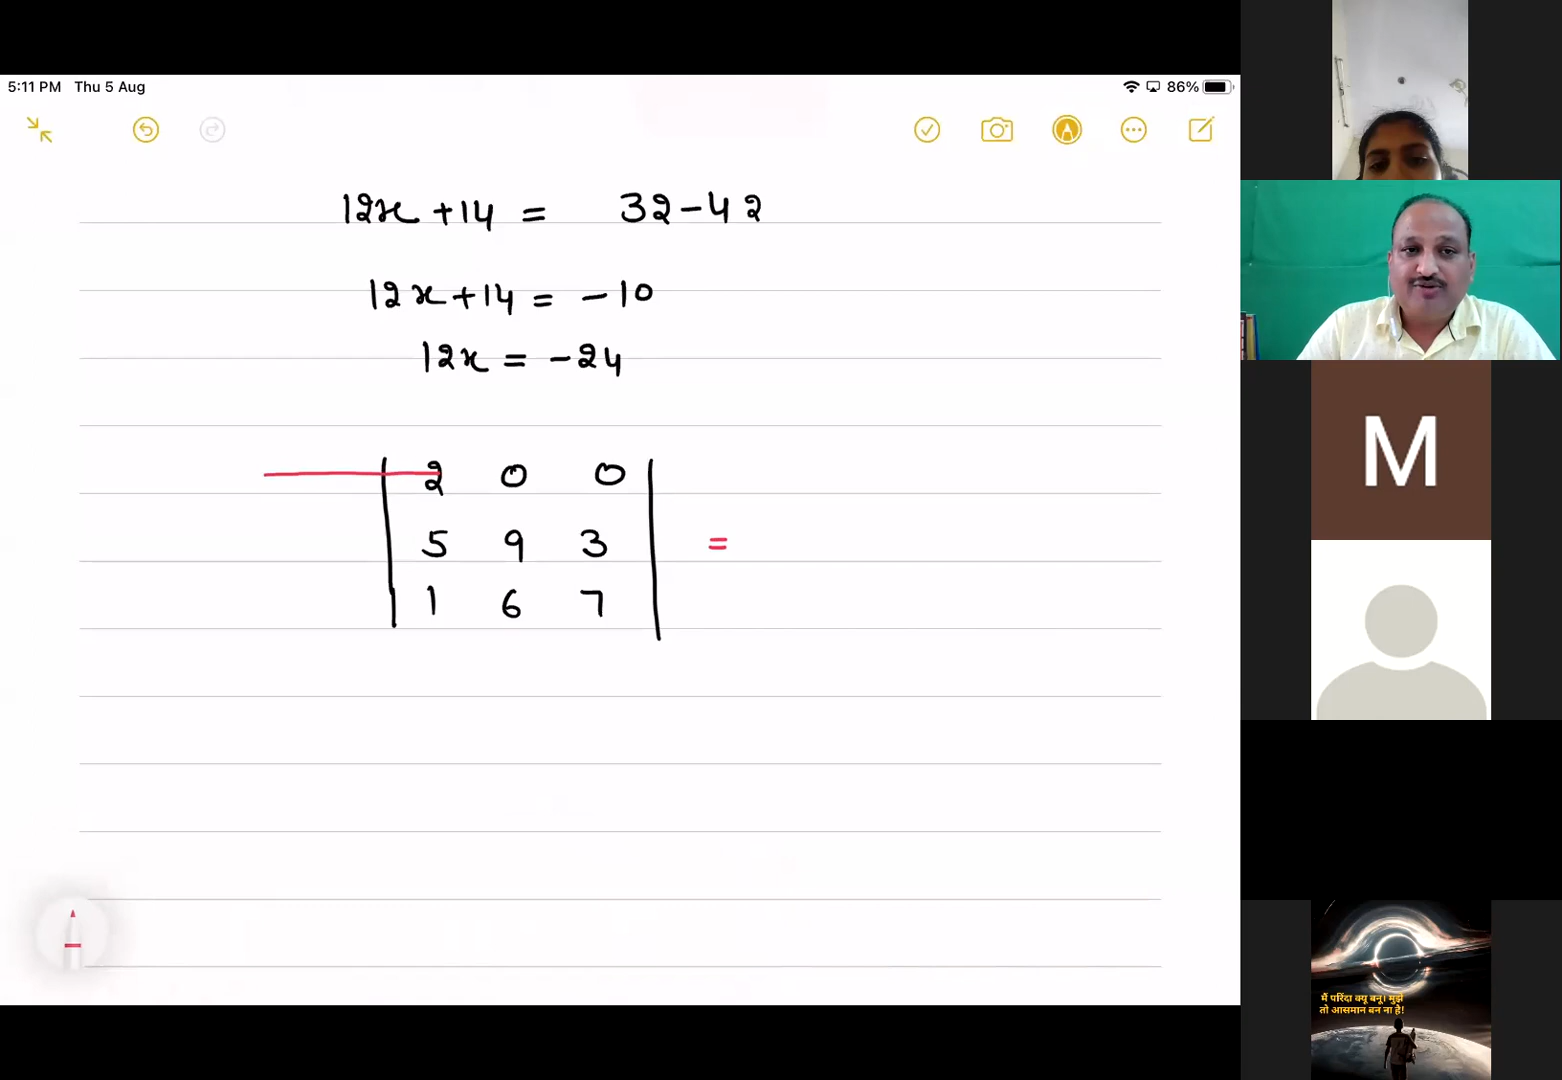 5:11 PM Thu 5 Aug
86%
12x + 14 = 32 - 42
12x + 14 = - 10
12x = - 24
2 0 0
5 9 3 =
1 6 7
M
मैं परिंदा क्यू बनू। मुझे
तो आसमान बन ना है!